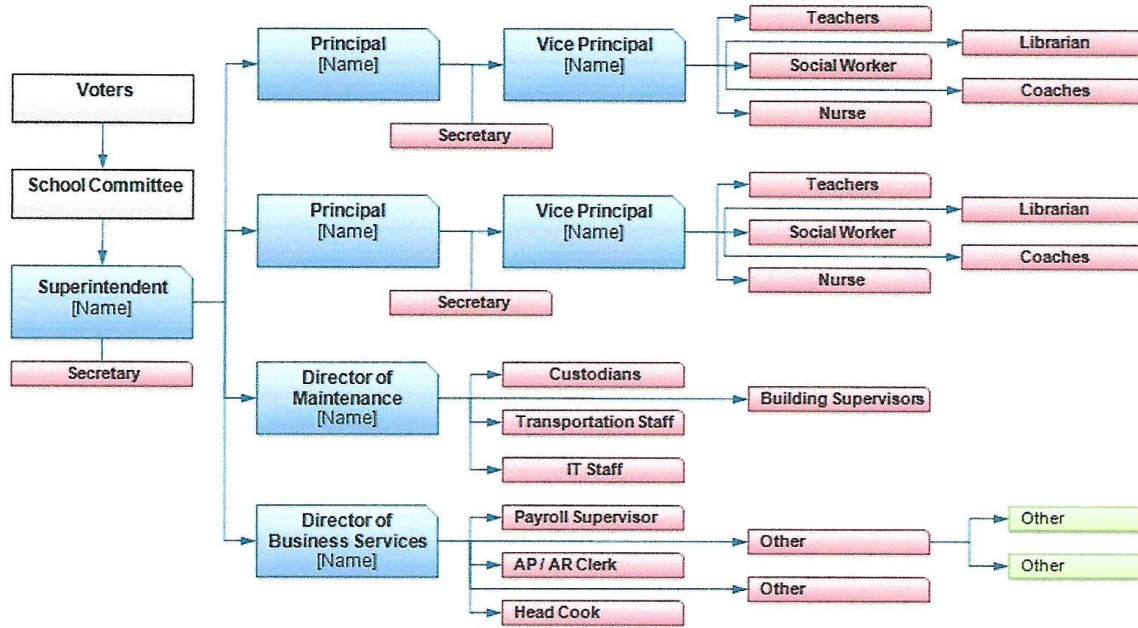 Voters
School Committee
Superintendent
[Name]
Secretary
Principal
[Name]
Vice Principal
[Name]
Secretary
Teachers
Social Worker
Nurse
Librarian
Coaches
Principal
[Name]
Vice Principal
[Name]
Secretary
Teachers
Social Worker
Nurse
Librarian
Coaches
Director of
Maintenance
[Name]
Custodians
Transportation Staff
IT Staff
Building Supervisors
Director of
Business Services
[Name]
Payroll Supervisor
AP / AR Clerk
Head Cook
Other
Other
Other
Other